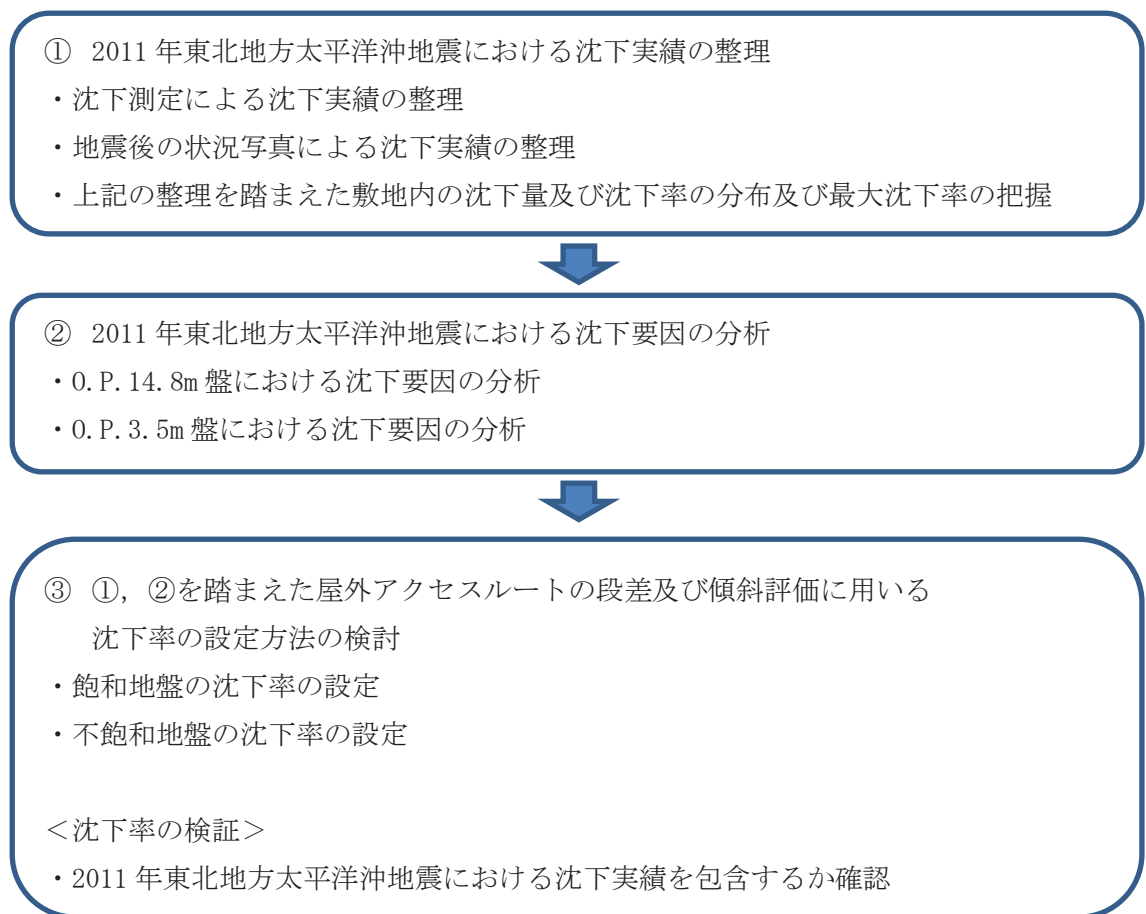 ① 2011年東北地方太平洋沖地震における沈下実績の整理
・沈下測定による沈下実績の整理
・地震後の状況写真による沈下実績の整理
・上記の整理を踏まえた敷地内の沈下量及び沈下率の分布及び最大沈下率の把握
② 2011年東北地方太平洋沖地震における沈下要因の分析
・O.P.14.8m盤における沈下要因の分析
・O.P.3.5m盤における沈下要因の分析
③ ①，②を踏まえた屋外アクセスルートの段差及び傾斜評価に用いる
沈下率の設定方法の検討
・飽和地盤の沈下率の設定
・不飽和地盤の沈下率の設定
＜沈下率の検証＞
・2011年東北地方太平洋沖地震における沈下実績を包含するか確認